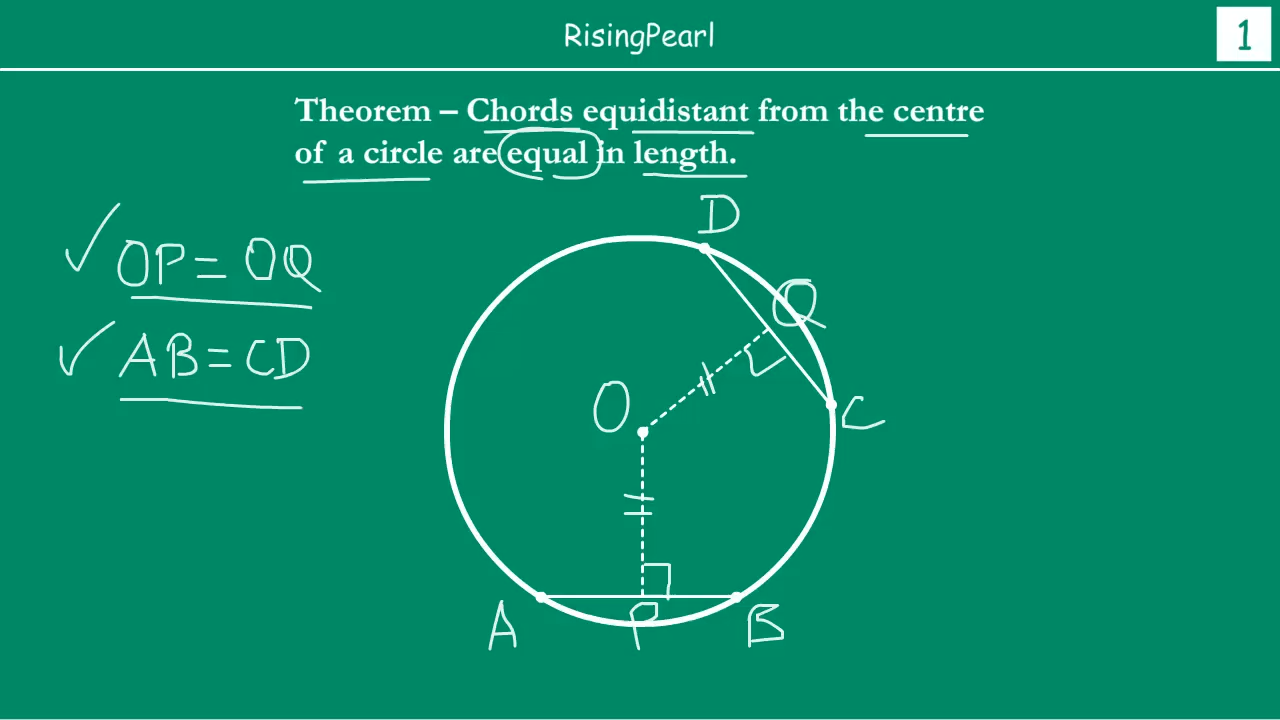 RisingPearl
1
Theorem – Chords equidistant from the centre
of a circle are equal in length.
OP = OQ
AB = CD
D
Q
O
C
A
P
B